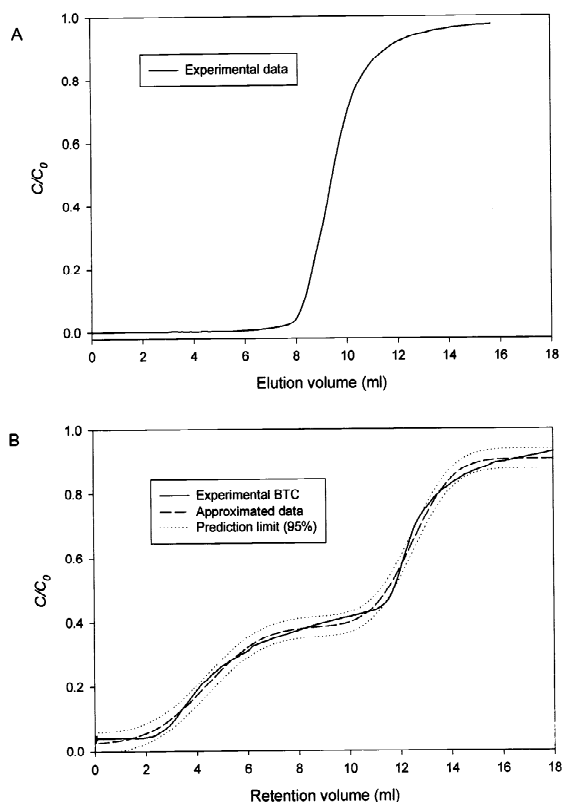 A
1.0
0.8
0.6
0.4
0.2
0.0
C/C0
Experimental data
0 2 4 6 8 10 12 14 16 18
Elution volume (ml)
B
1.0
0.8
0.6
0.4
0.2
0.0
C/C0
Experimental BTC
Approximated data
Prediction limit (95%)
0 2 4 6 8 10 12 14 16 18
Retention volume (ml)